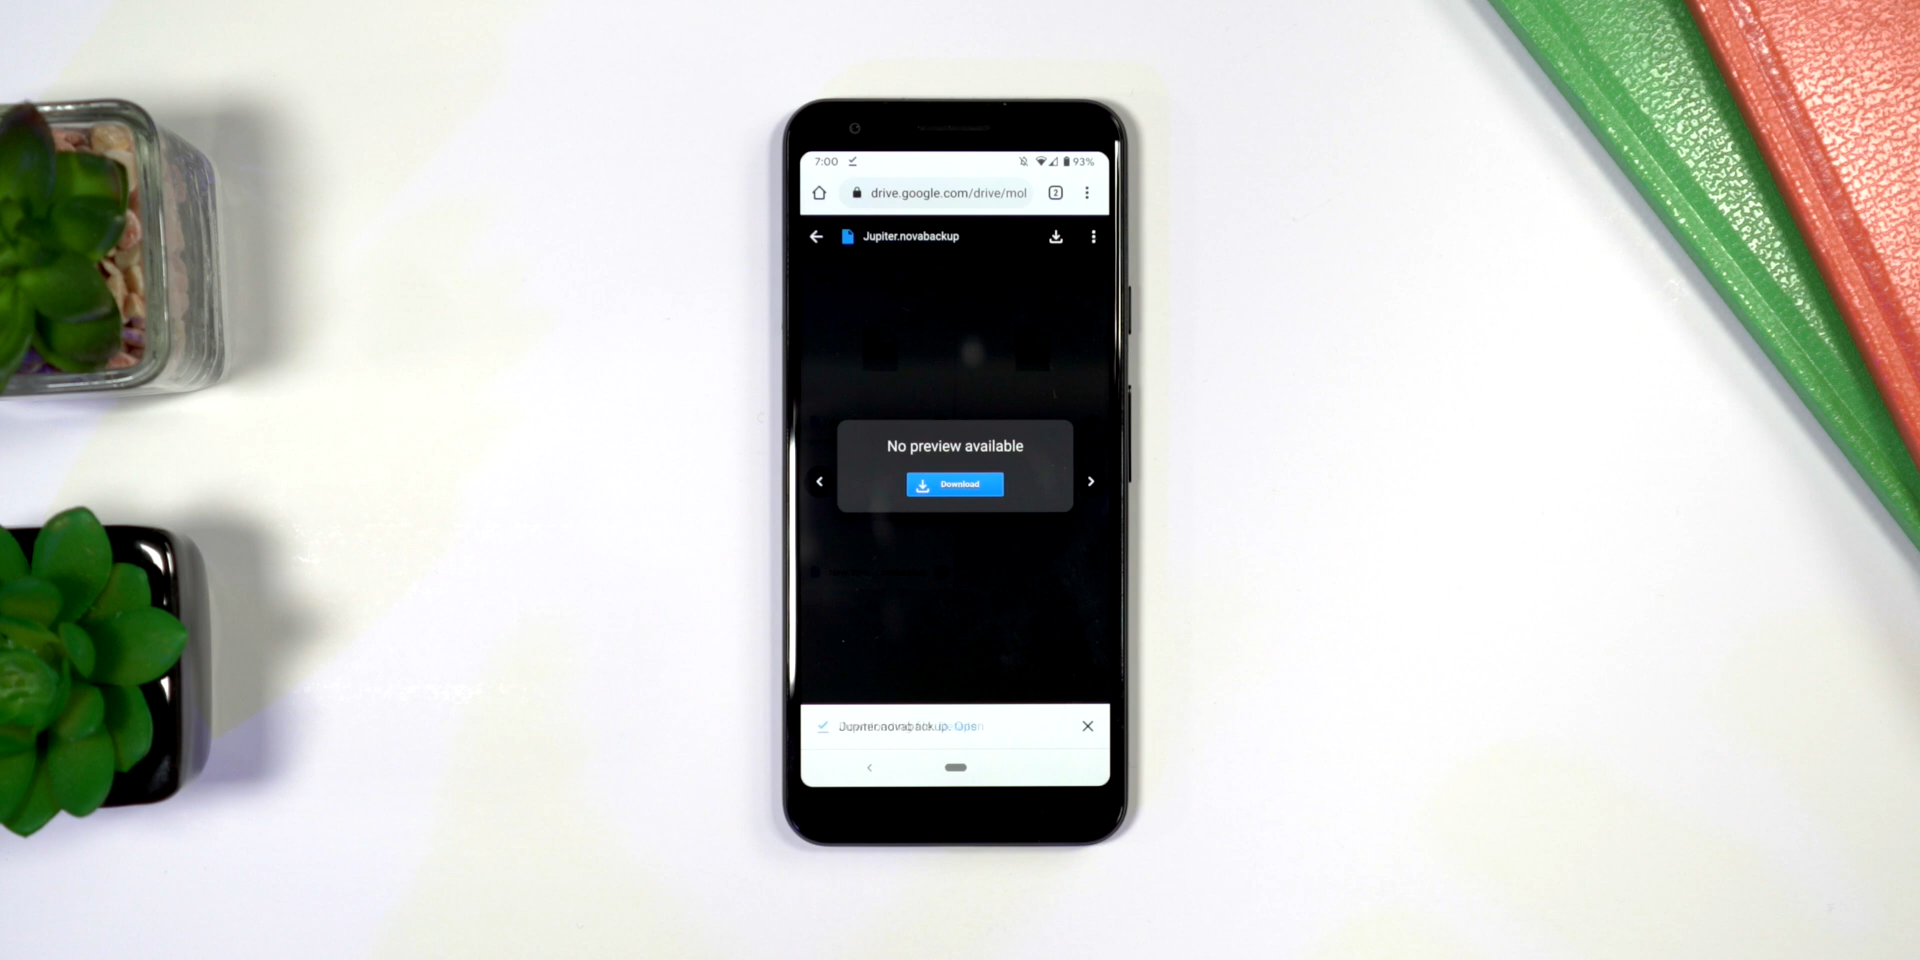 7:00 93%
drive.google.com/drive/mol 2
Jupiter.novabackup
No preview available
Download